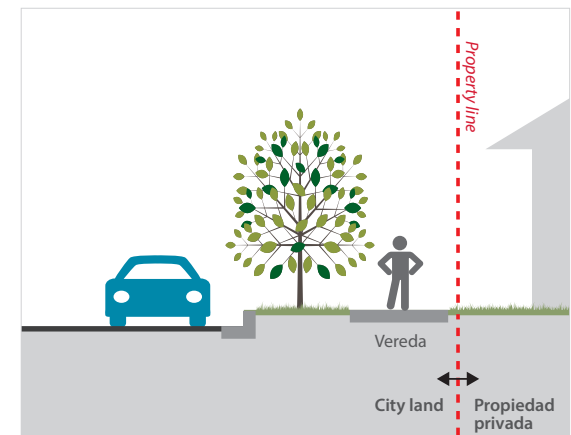 Property line
Vereda
City land
Propiedad
privada